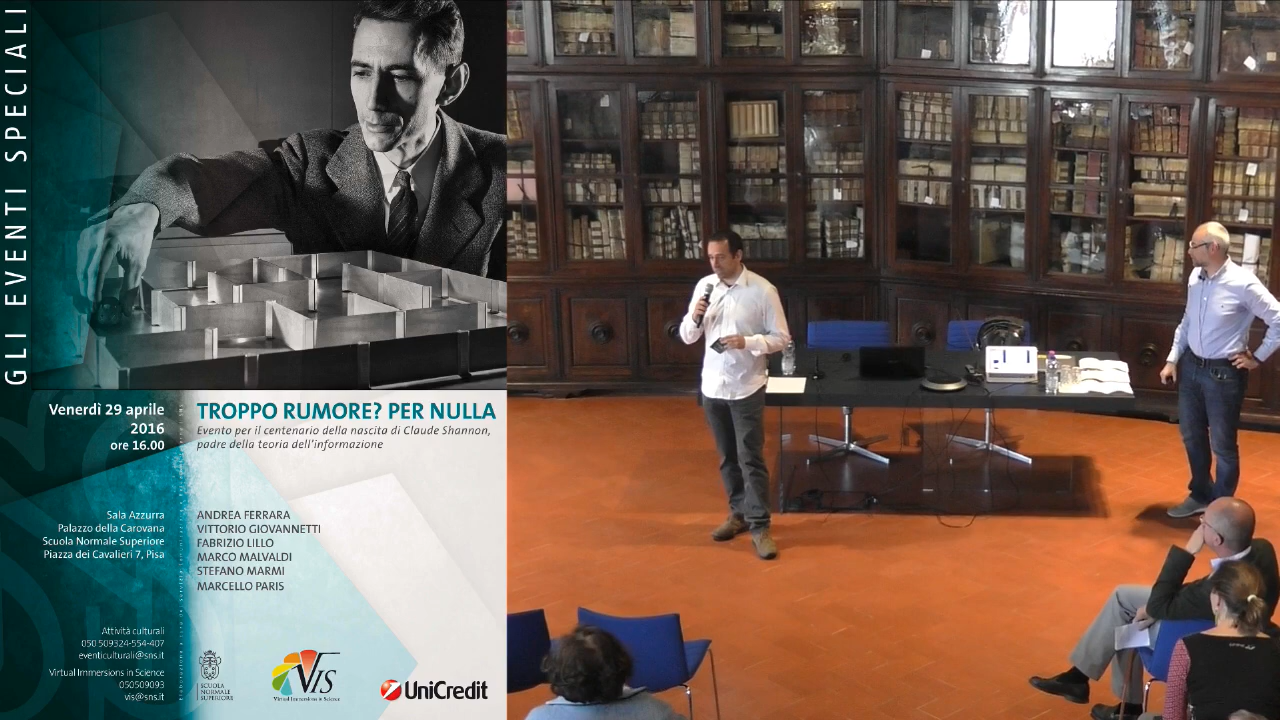 GLI EVENTI SPECIALI
Venerdì 29 aprile
2016
ore 16.00
TROPPO RUMORE? PER NULLA
Evento per il centenario della nascita di Claude Shannon,
padre della teoria dell'informazione
Sala Azzurra
Palazzo della Carovana
Scuola Normale Superiore
Piazza dei Cavalieri 7, Pisa
ANDREA FERRARA
VITTORIO GIOVANNETTI
FABRIZIO LILLO
MARCO MALVALDI
STEFANO MARMI
MARCELLO PARIS
Attività culturali
050 509324-554-407
eventiculturali@sns.it
Virtual Immersions in Science
050509093
vis@sns.it
SCUOLA
NORMALE
SUPERIORE
VIS
Virtual Immersions in Science
UniCredit